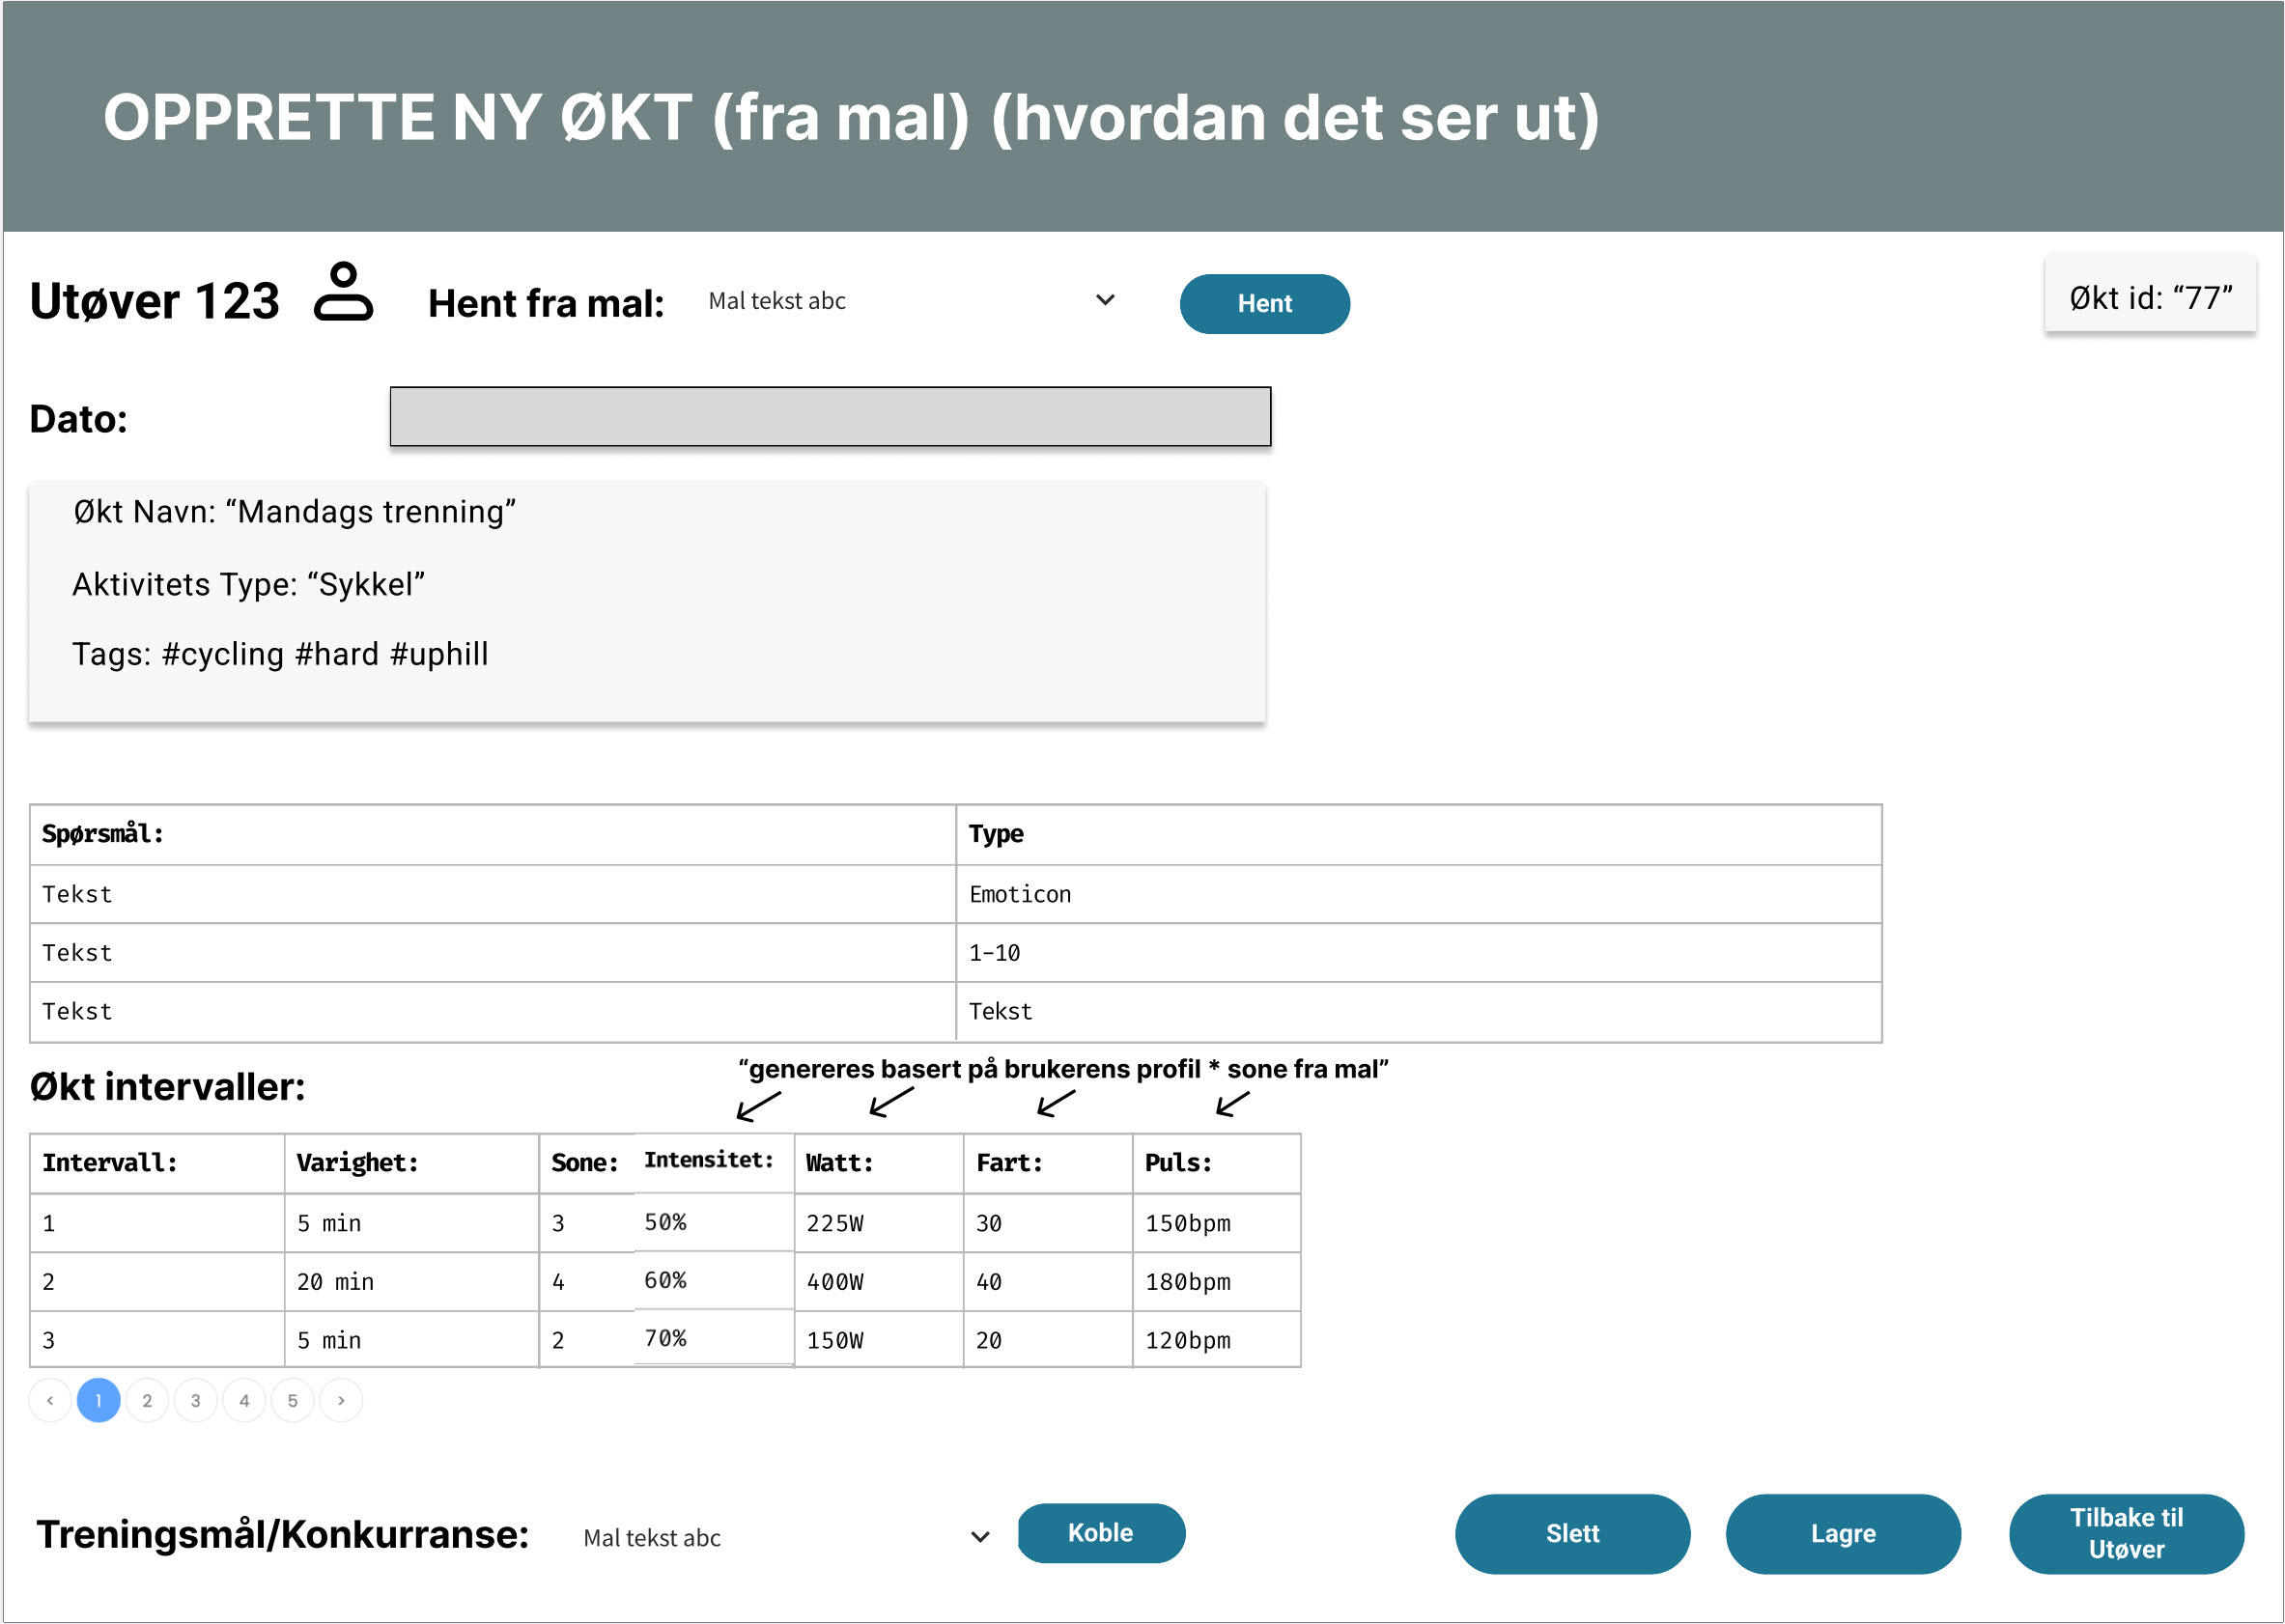 OPPRETTE NY ØKT (fra mal) (hvordan det ser ut)
Utøver 123 Hent fra mal: Mal tekst abc Hent Økt id: “77”
Dato:
Økt Navn: “Mandags trenning”
Aktivitets Type: “Sykkel”
Tags: #cycling #hard #uphill
Spørsmål: Type
Tekst Emoticon
Tekst 1-10
Tekst Tekst
“genereres basert på brukerens profil * sone fra mal”
Økt intervaller:
Intervall: Varighet: Sone: Intensitet: Watt: Fart: Puls:
1 5 min 3 50% 225W 30 150bpm
2 20 min 4 60% 400W 40 180bpm
3 5 min 2 70% 150W 20 120bpm
< 1 2 3 4 5 >
Treningsmål/Konkurranse: Mal tekst abc Koble Slett Lagre Tilbake til
Utøver